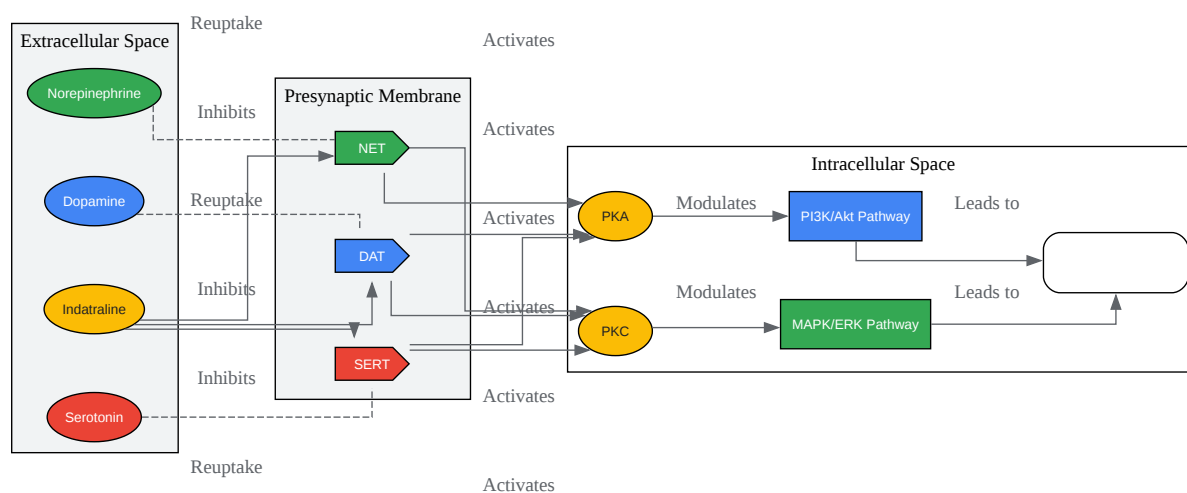 Reuptake
Extracellular Space
Activates
Norepinephrine
Presynaptic Membrane
Inhibits
Activates
NET
Intracellular Space
Dopamine
Reuptake
Activates
PKA
Modulates
PI3K/Akt Pathway
Leads to
DAT
Inhibits
Indatraline
Activates
PKC
Modulates
MAPK/ERK Pathway
Leads to
SERT
Inhibits
Activates
Serotonin
Reuptake
Activates